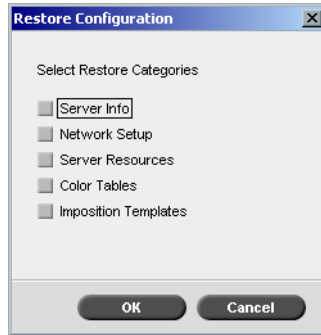 Restore Configuration
Select Restore Categories
Server Info
Network Setup
Server Resources
Color Tables
Imposition Templates
OK Cancel